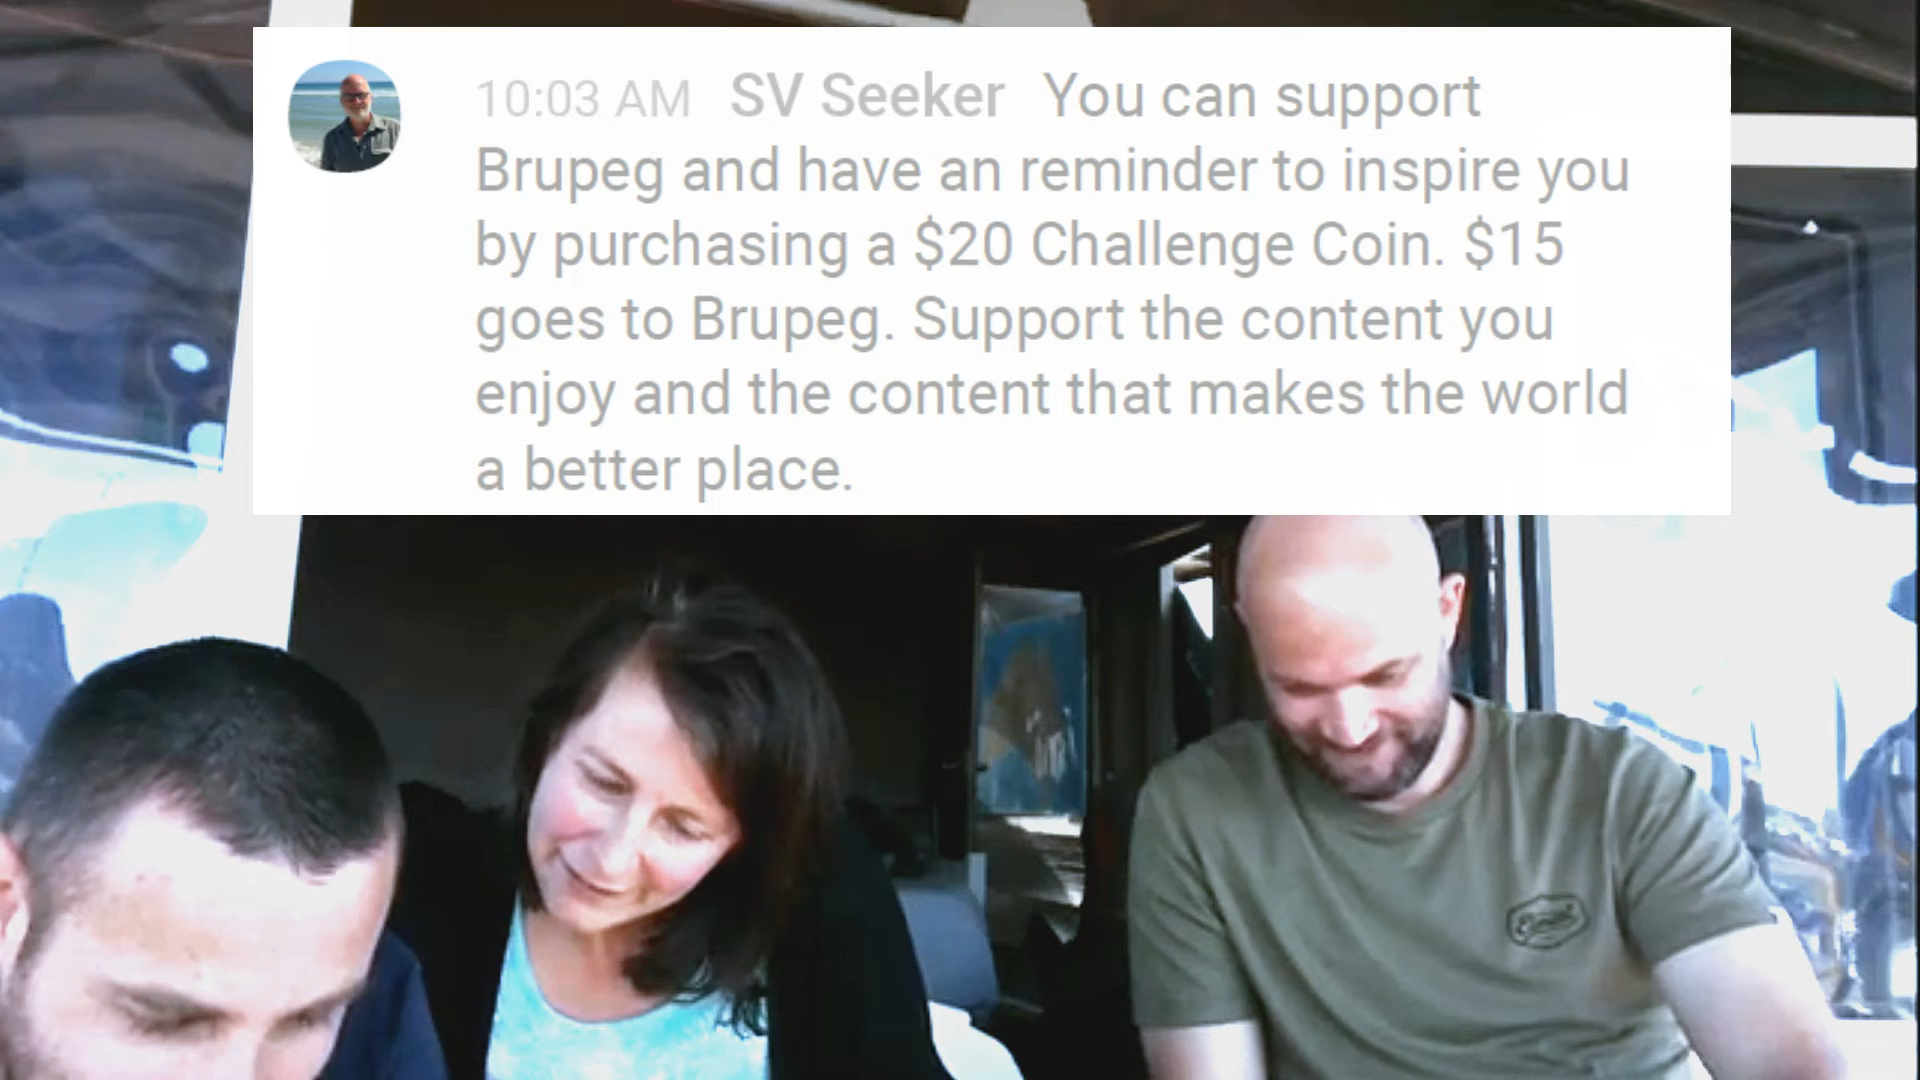 10:03 AM SV Seeker You can support
Brupeg and have an reminder to inspire you
by purchasing a $20 Challenge Coin. $15
goes to Brupeg. Support the content you
enjoy and the content that makes the world
a better place.